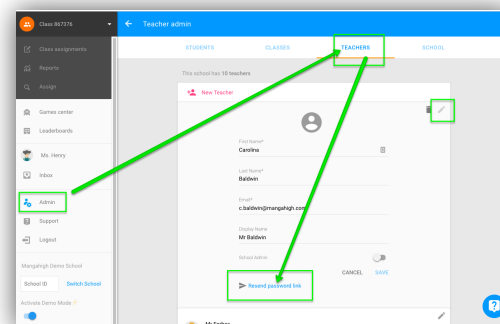 Class 867376
Teacher admin
Class assignments
Reports
Assign
Games center
Leaderboards
Ms. Henry
Inbox
Admin
Support
Logout
Mangahigh Demo School
School ID
Switch School
Activate Demo Mode
STUDENTS
CLASSES
TEACHERS
SCHOOL
This school has 10 teachers
New Teacher
First Name*
Carolina
Last Name*
Baldwin
Email*
c.baldwin@mangahigh.com
Display Name
Mr Baldwin
School Admin
CANCEL
SAVE
Resend password link
?